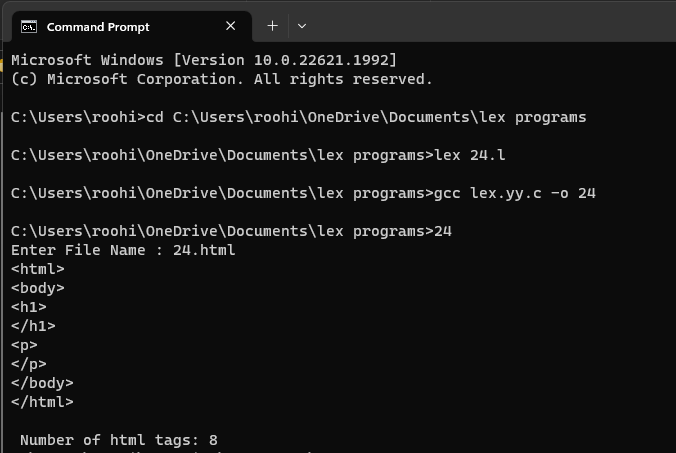 Command Prompt
Microsoft Windows [Version 10.0.22621.1992]
(c) Microsoft Corporation. All rights reserved.
C:\Users\roohi>cd C:\Users\roohi\OneDrive\Documents\lex programs
C:\Users\roohi\OneDrive\Documents\lex programs>lex 24.l
C:\Users\roohi\OneDrive\Documents\lex programs>gcc lex.yy.c -o 24
C:\Users\roohi\OneDrive\Documents\lex programs>24
Enter File Name : 24.html
<html>
<body>
<h1>
</h1>
<p>
</p>
</body>
</html>
Number of html tags: 8